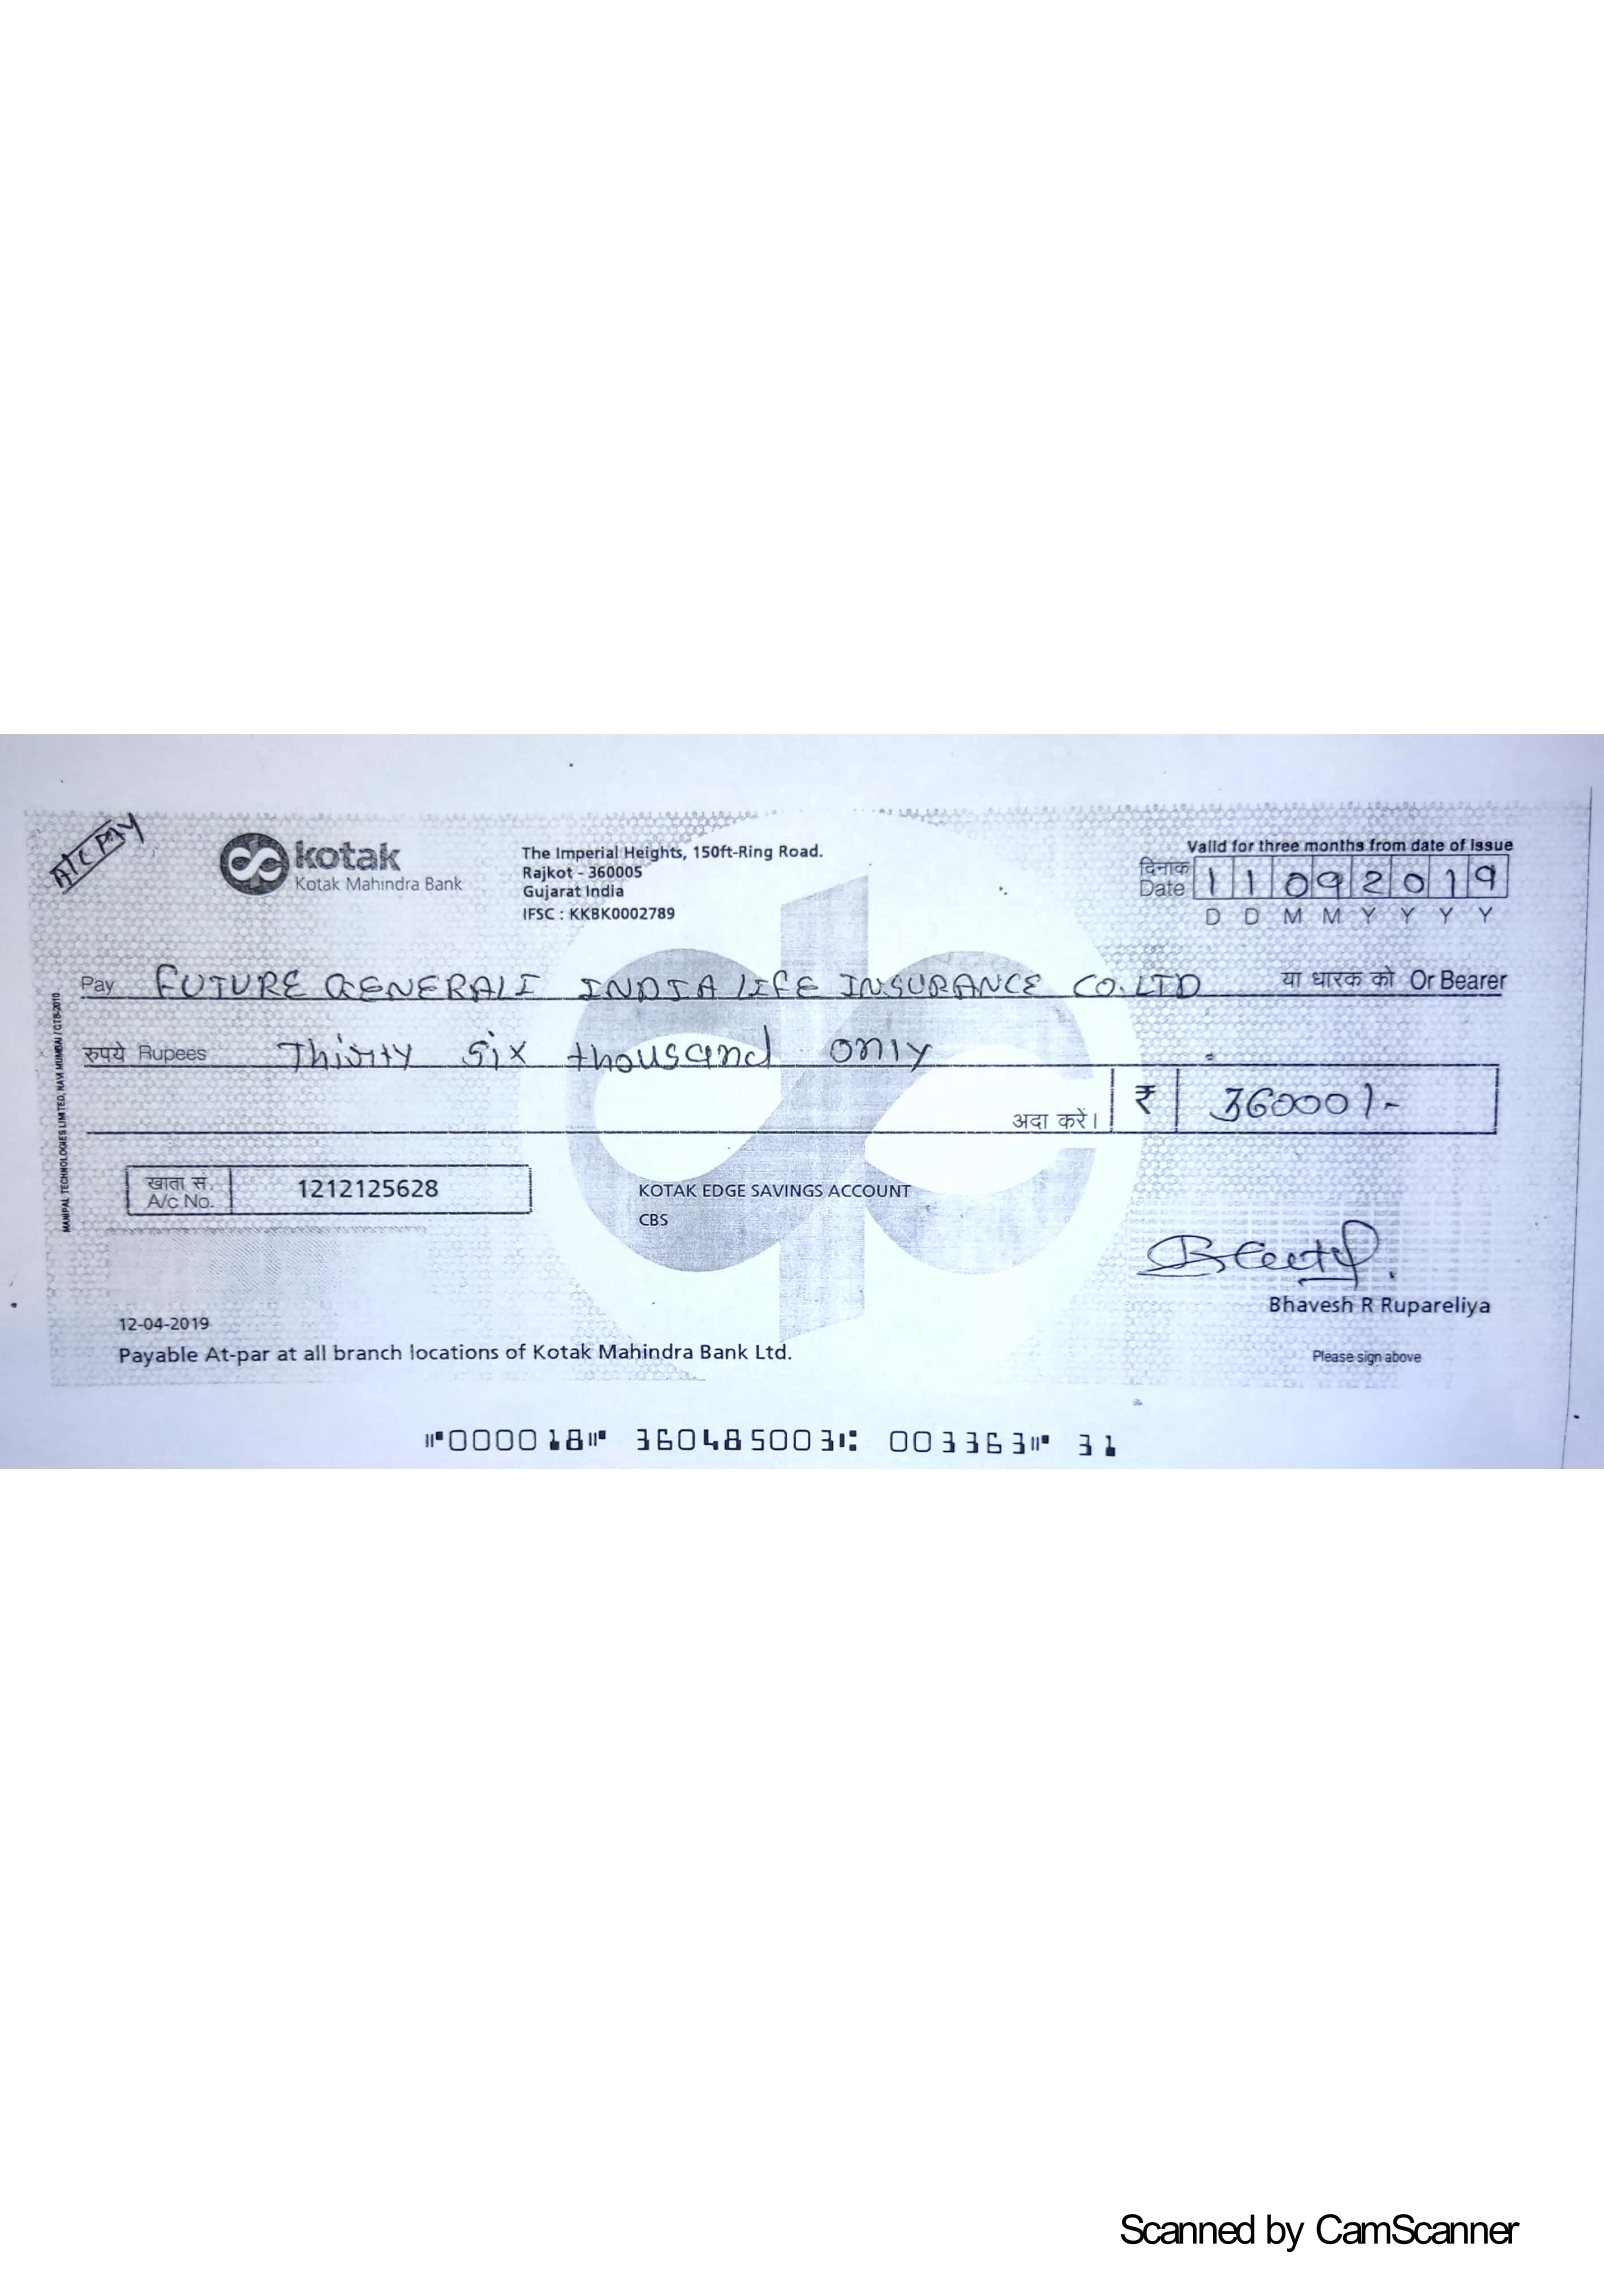 A/C PAY
kotak
Kotak Mahindra Bank
The Imperial Heights, 150ft-Ring Road.
Rajkot - 360005
Gujarat India
IFSC : KKBK0002789
Valid for three months from date of issue
दिनांक
Date 1 1 0 9 2 0 1 9
D D M M Y Y Y Y
Pay FUTURE GENERALI INDIA LIFE INSURANCE CO. LTD या धारक को Or Bearer
रुपये Rupees Thirty six thousand only
अदा करें। ₹ 36000/-
खाता सं.
A/c No. 1212125628
KOTAK EDGE SAVINGS ACCOUNT
CBS
MANIPAL TECHNOLOGIES LIMITED, NAVI MUMBAI / CTS-2010
Bhavesh R Rupareliya
12-04-2019
Payable At-par at all branch locations of Kotak Mahindra Bank Ltd.
Please sign above
⑈000018⑈ 360485003⑆ 003363⑈ 31
Scanned by CamScanner